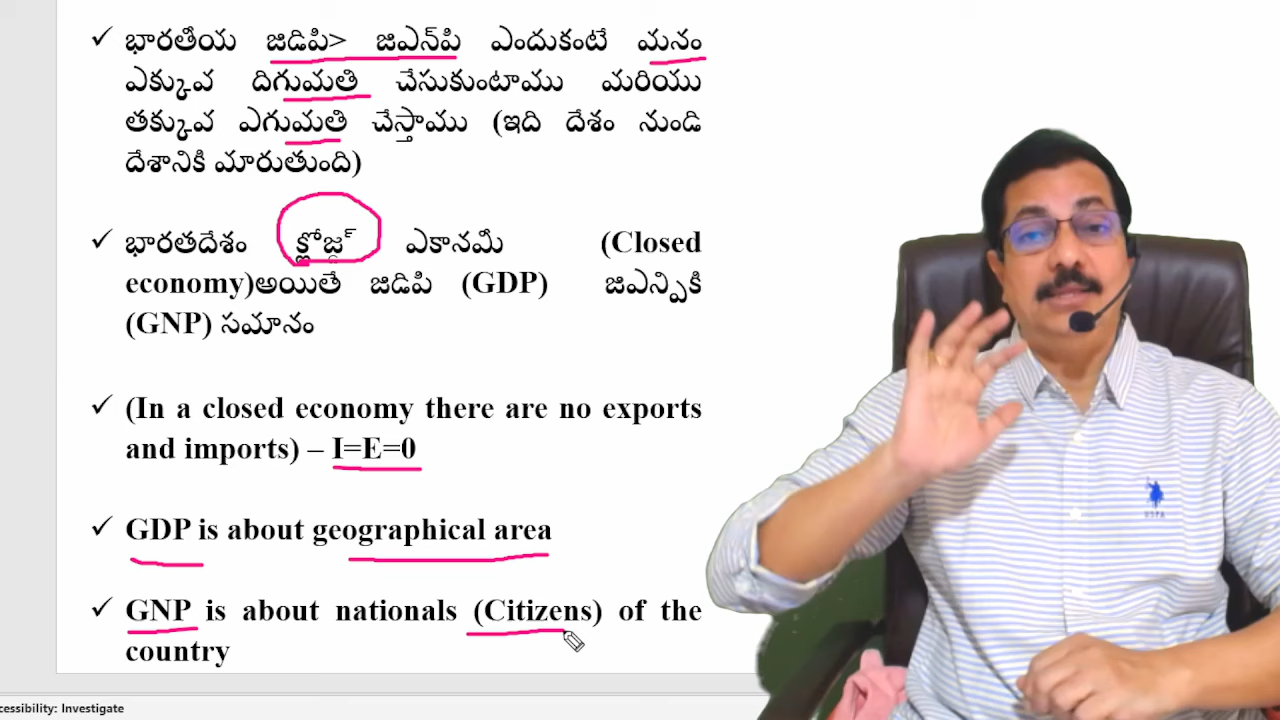 ✓ భారతీయ జిడిపి> జిఎన్‌పి ఎందుకంటే మనం
ఎక్కువ దిగుమతి చేసుకుంటాము మరియు
తక్కువ ఎగుమతి చేస్తాము (ఇది దేశం నుండి
దేశానికి మారుతుంది)
✓ భారతదేశం క్లోజ్డ్ ఎకానమీ (Closed
economy)అయితే జిడిపి (GDP) జిఎన్పికి
(GNP) సమానం
✓ (In a closed economy there are no exports
and imports) – I=E=0
✓ GDP is about geographical area
✓ GNP is about nationals (Citizens) of the
country
USPA
cessibility: Investigate